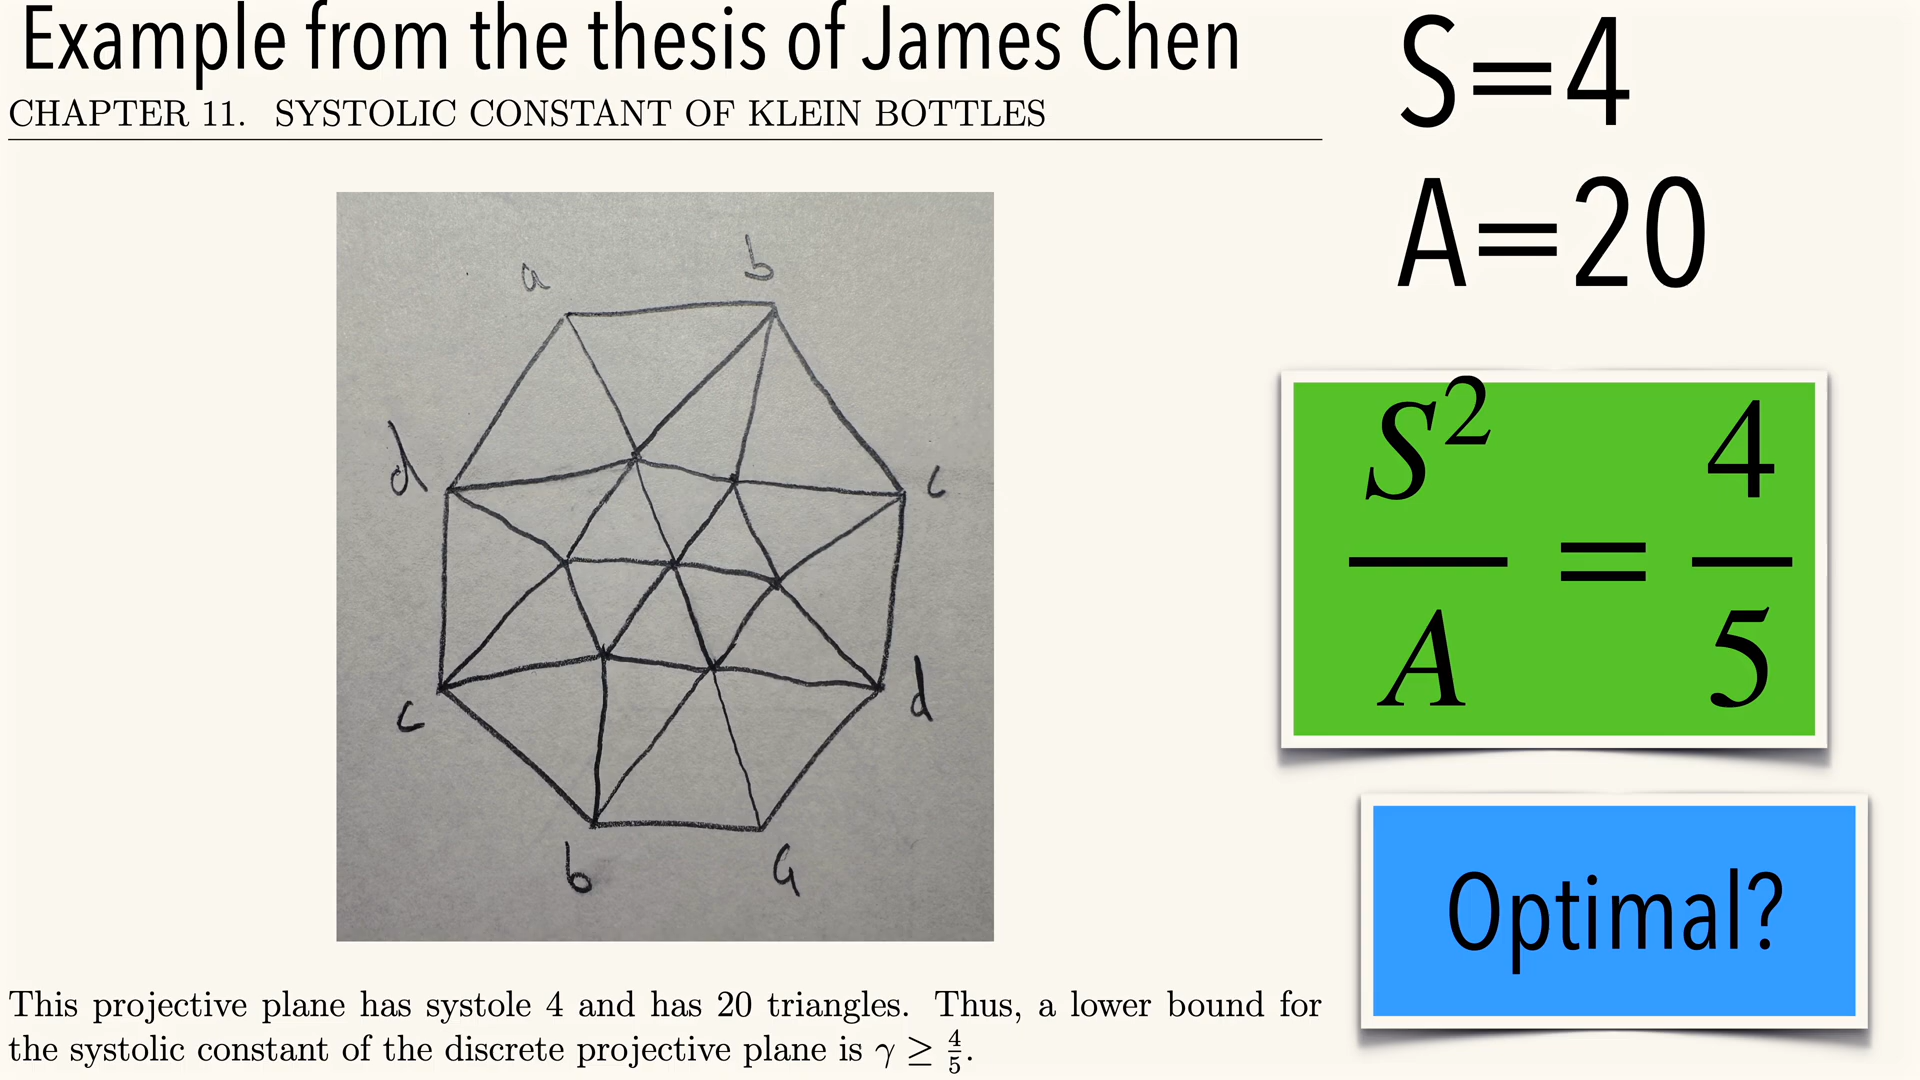 Example from the thesis of James Chen
CHAPTER 11. SYSTOLIC CONSTANT OF KLEIN BOTTLES
S=4
A=20
a b
d c
c d
b a
S² / A = 4 / 5
Optimal?
This projective plane has systole 4 and has 20 triangles. Thus, a lower bound for
the systolic constant of the discrete projective plane is γ ≥ 4/5.